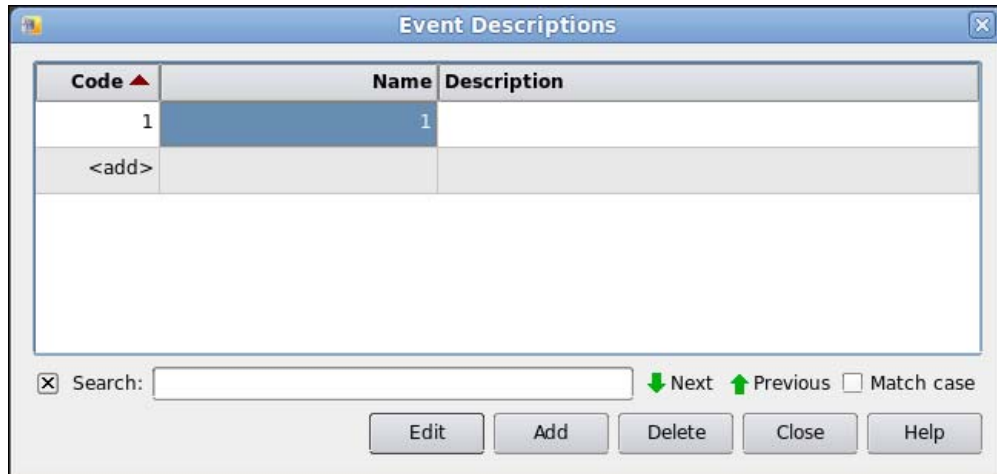 Event Descriptions
Code Name Description
1 1
<add>
Search: Next Previous Match case
Edit Add Delete Close Help